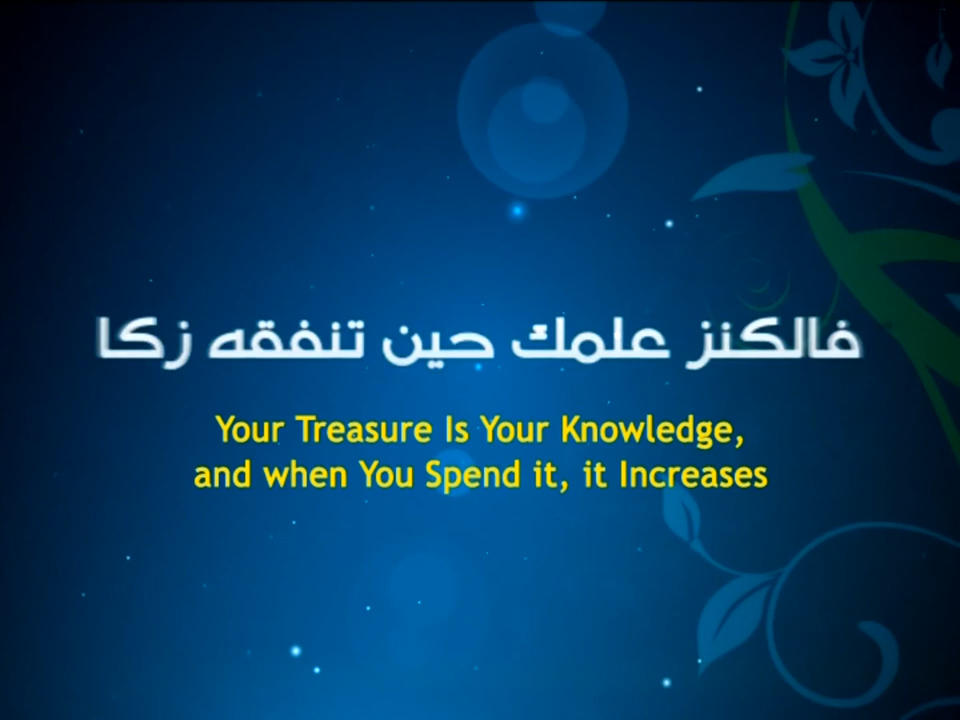 فالكنز علمك حين تنفقه زكا
Your Treasure Is Your Knowledge,
and when You Spend it, it Increases